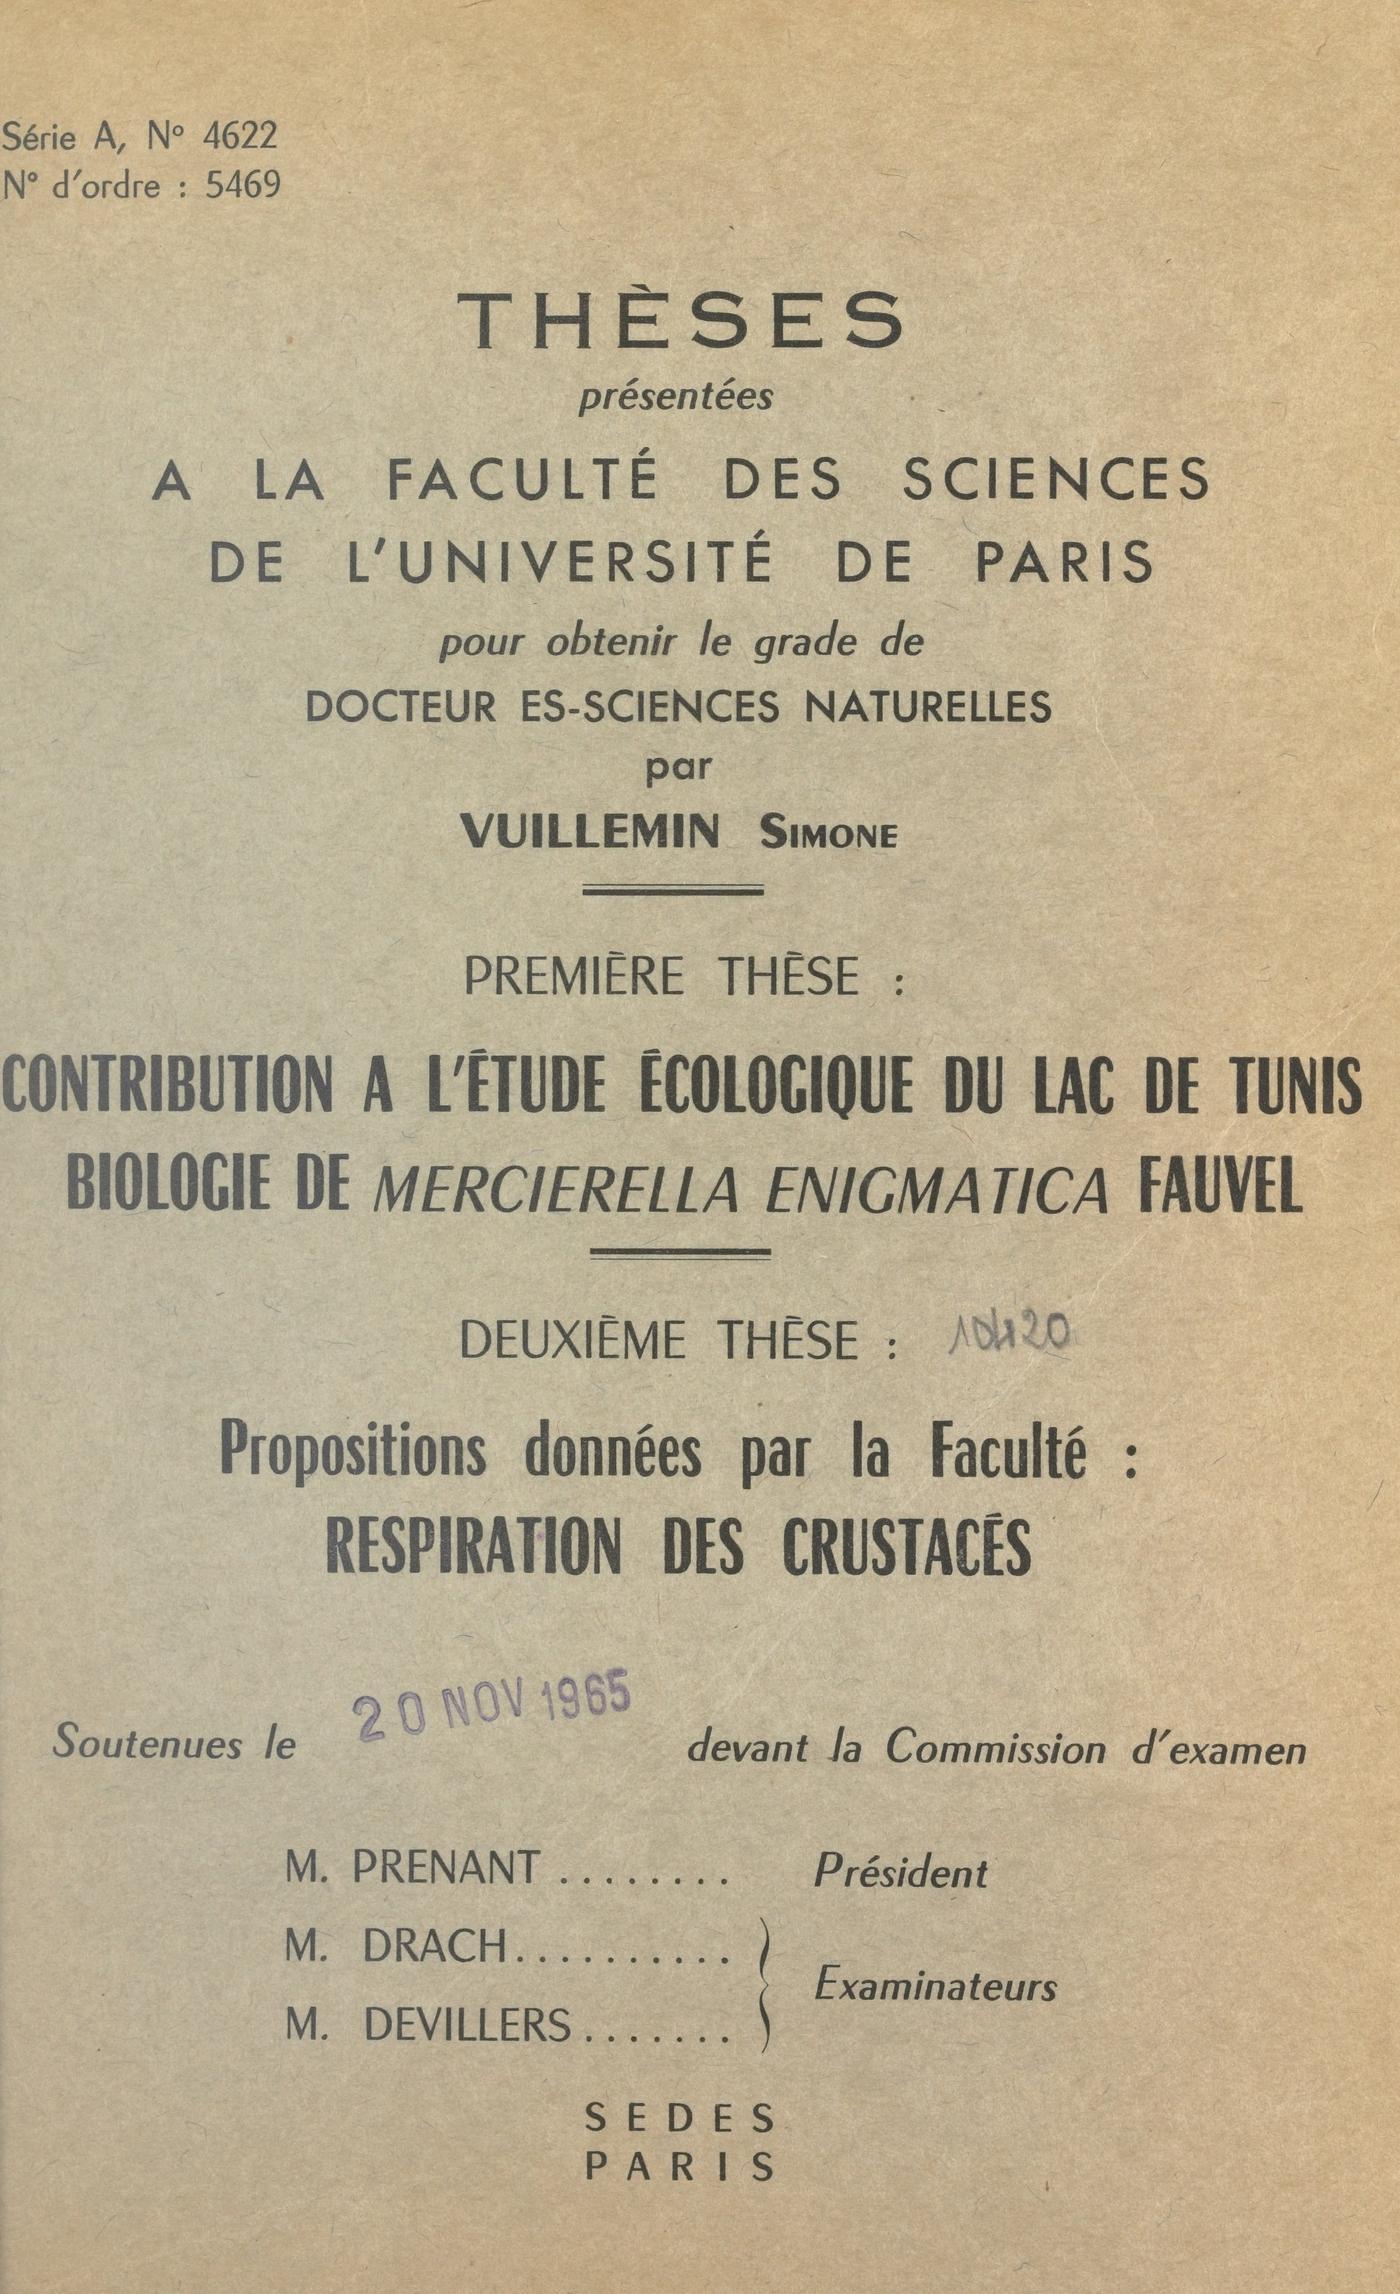 Série A, N° 4622
N° d'ordre : 5469
THÈSES
présentées
A LA FACULTÉ DES SCIENCES
DE L'UNIVERSITÉ DE PARIS
pour obtenir le grade de
DOCTEUR ES-SCIENCES NATURELLES
par
VUILLEMIN SIMONE
PREMIÈRE THÈSE :
CONTRIBUTION A L'ÉTUDE ÉCOLOGIQUE DU LAC DE TUNIS
BIOLOGIE DE MERCIERELLA ENIGMATICA FAUVEL
DEUXIÈME THÈSE :
Propositions données par la Faculté :
RESPIRATION DES CRUSTACÉS
Soutenues le 20 NOV 1965 devant la Commission d'examen
M. PRENANT ........ Président
M. DRACH..........
Examinateurs
M. DEVILLERS .......
SEDES
PARIS